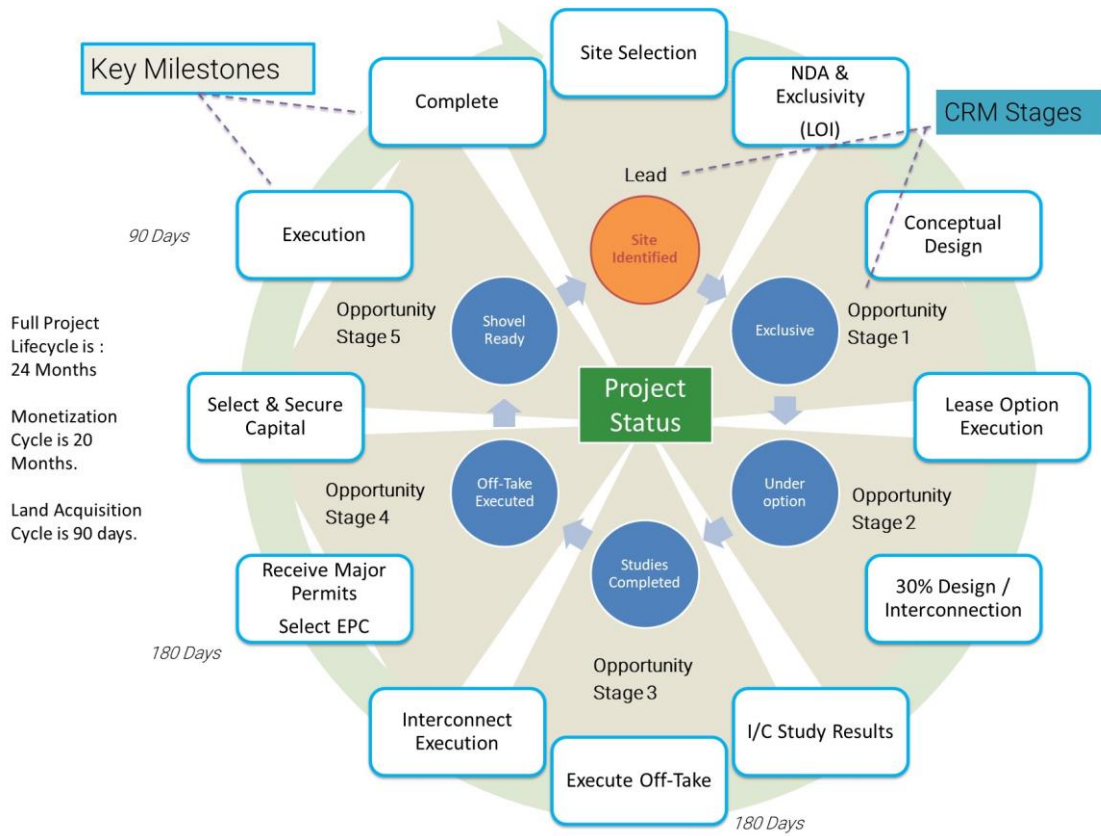 Key Milestones
Site Selection
NDA &
Exclusivity
(LOI)
CRM Stages
Complete
Lead
Site
Identified
Conceptual
Design
90 Days
Execution
Opportunity
Stage 5
Shovel
Ready
Exclusive
Opportunity
Stage 1
Full Project
Lifecycle is :
24 Months
Monetization
Cycle is 20
Months.
Land Acquisition
Cycle is 90 days.
Select & Secure
Capital
Project
Status
Lease Option
Execution
Opportunity
Stage 4
Off-Take
Executed
Under
option
Opportunity
Stage 2
Studies
Completed
Receive Major
Permits
Select EPC
30% Design /
Interconnection
180 Days
Opportunity
Stage 3
Interconnect
Execution
I/C Study Results
Execute Off-Take
180 Days